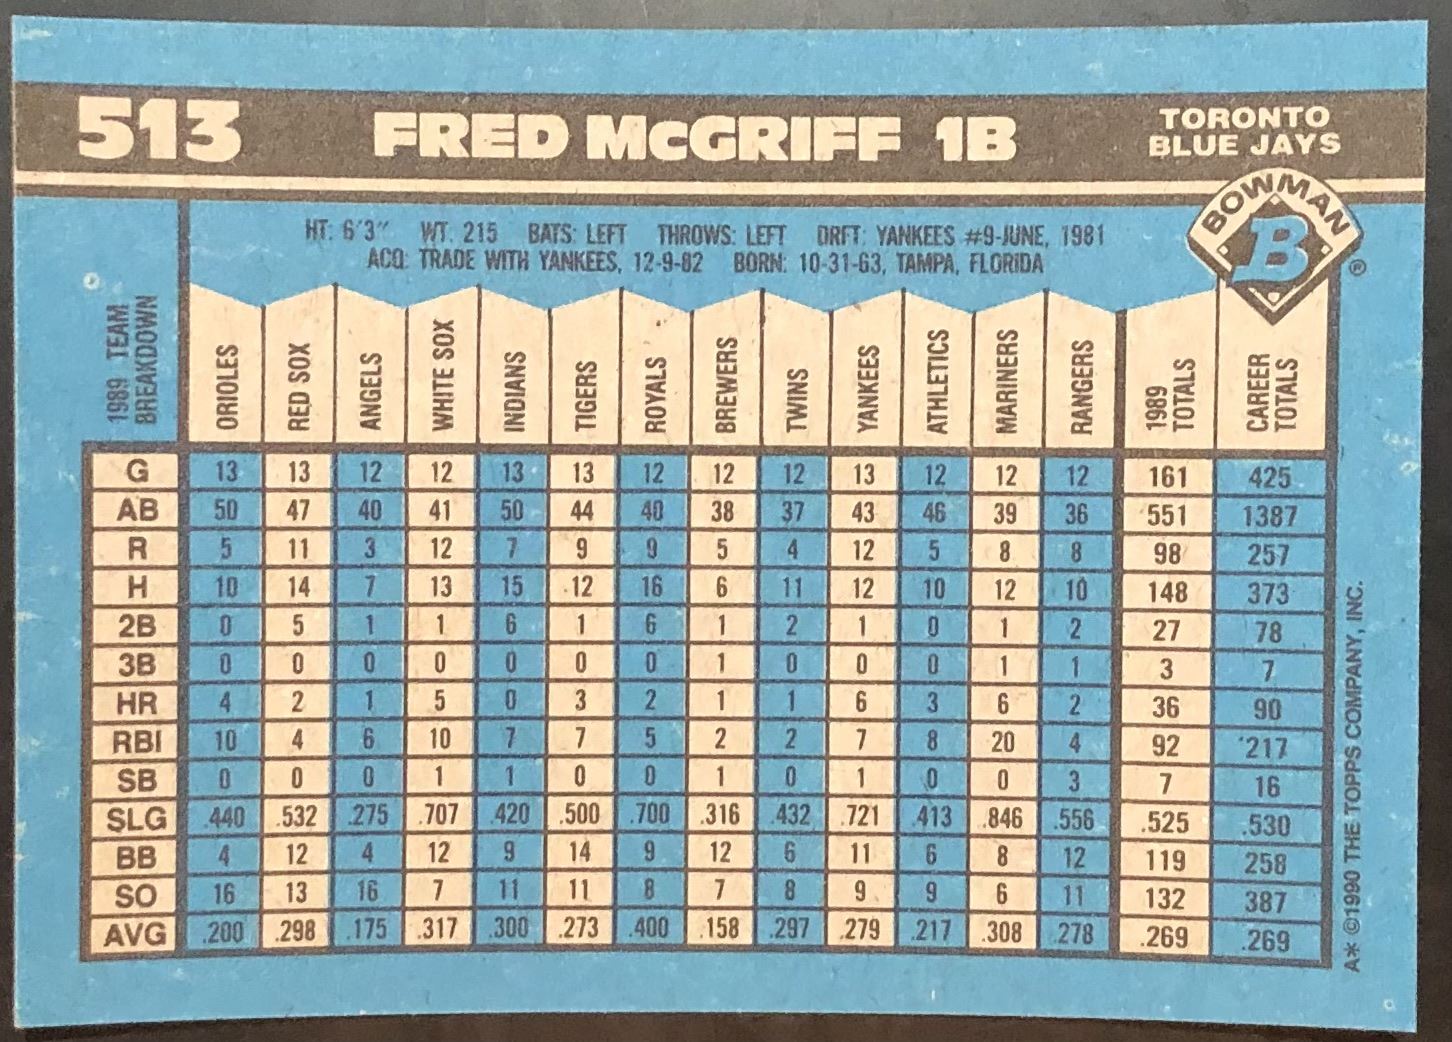 513 FRED McGRIFF 1B TORONTO
BLUE JAYS
BOWMAN
B
®
HT: 6'3" WT: 215 BATS: LEFT THROWS: LEFT DRFT: YANKEES #9-JUNE, 1981
ACQ: TRADE WITH YANKEES, 12-9-82 BORN: 10-31-63, TAMPA, FLORIDA
1989 TEAM BREAKDOWN ORIOLES RED SOX ANGELS WHITE SOX INDIANS TIGERS ROYALS BREWERS TWINS YANKEES ATHLETICS MARINERS RANGERS 1989 TOTALS CAREER TOTALS
G 13 13 12 12 13 13 12 12 12 13 12 12 12 161 425
AB 50 47 40 41 50 44 40 38 37 43 46 39 36 551 1387
R 5 11 3 12 7 9 9 5 4 12 5 8 8 98 257
H 10 14 7 13 15 12 16 6 11 12 10 12 10 148 373
2B 0 5 1 1 6 1 6 1 2 1 0 1 2 27 78
3B 0 0 0 0 0 0 0 1 0 0 0 1 1 3 7
HR 4 2 1 5 0 3 2 1 1 6 3 6 2 36 90
RBI 10 4 6 10 7 7 5 2 2 7 8 20 4 92 217
SB 0 0 0 1 1 0 0 1 0 1 0 0 3 7 16
SLG .440 .532 .275 .707 .420 .500 .700 .316 .432 .721 .413 .846 .556 .525 .530
BB 4 12 4 12 9 14 9 12 6 11 6 8 12 119 258
SO 16 13 16 7 11 11 8 7 8 9 9 6 11 132 387
AVG .200 .298 .175 .317 .300 .273 .400 .158 .297 .279 .217 .308 .278 .269 .269
A* ©1990 THE TOPPS COMPANY, INC.